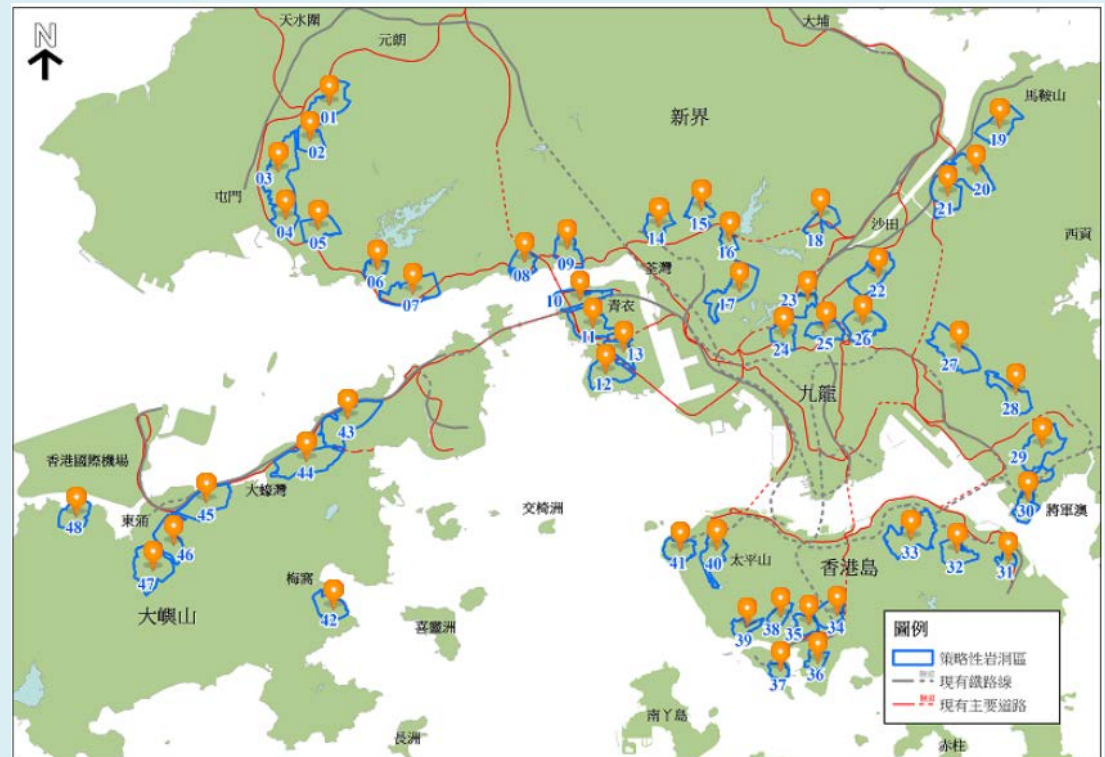 N
天水圍
元朗
大埔
馬鞍山
新界
01
02
03
屯門
04
05
06
07
08
09
14
15
16
17
18
19
20
21
沙田
西貢
荃灣
22
23
24
25
26
10
青衣
11
13
12
27
28
九龍
29
30
將軍澳
43
44
香港國際機場
大蠔灣
45
48
東涌
46
47
交椅洲
梅窩
42
大嶼山
喜靈洲
41
40
太平山
33
32
31
香港島
39
38
35
34
37
36
南丫島
長洲
赤柱
圖例
策略性岩洞區
隧道
現有鐵路線
隧道
現有主要道路